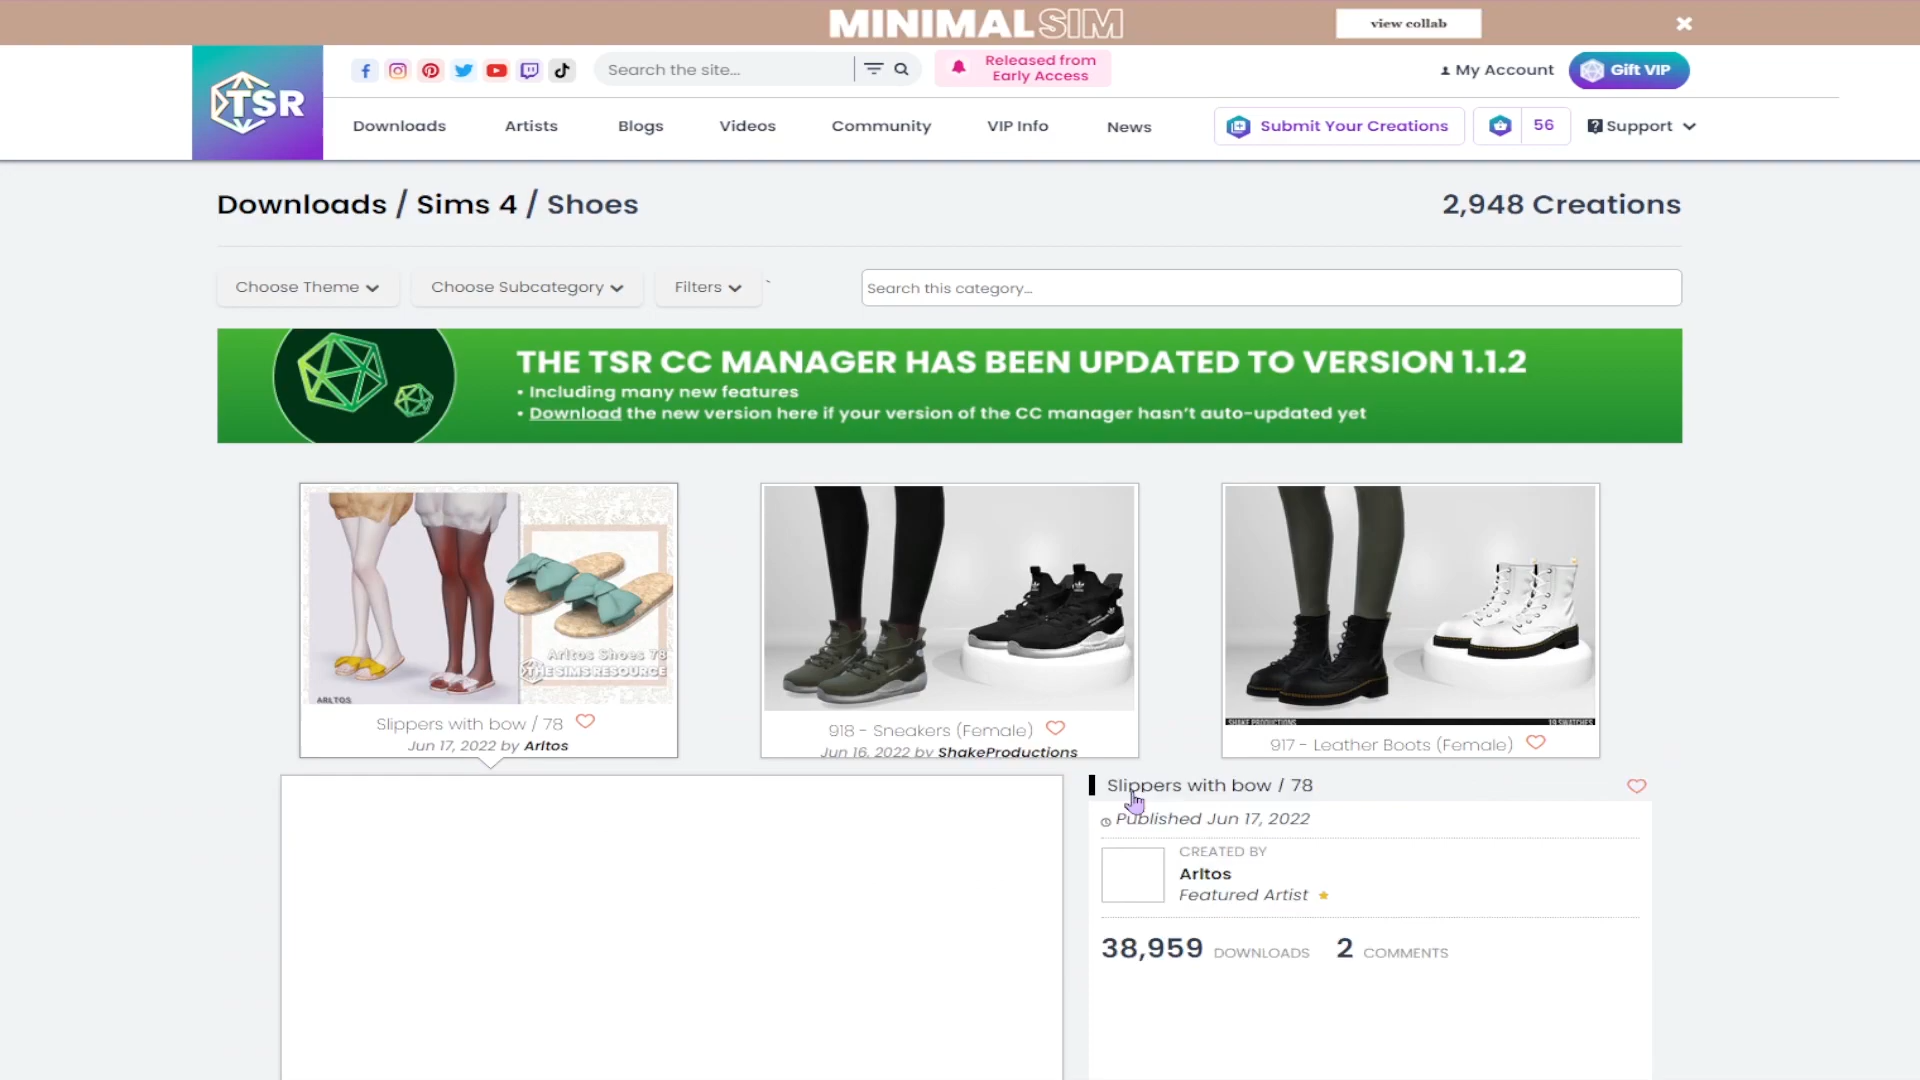 MINIMALSIM
view collab
TSR
Search the site...
Released from
Early Access
My Account
Gift VIP
Downloads
Artists
Blogs
Videos
Community
VIP Info
News
Submit Your Creations
56
Support
Downloads / Sims 4 / Shoes
2,948 Creations
Choose Theme
Choose Subcategory
Filters
Search this category...
THE TSR CC MANAGER HAS BEEN UPDATED TO VERSION 1.1.2
• Including many new features
• Download the new version here if your version of the CC manager hasn't auto-updated yet
Arltos Shoes 78
THE SIMS RESOURCE
ARLTOS
SHAKE PRODUCTIONS
19 SWATCHES
Slippers with bow / 78
Jun 17, 2022 by Arltos
918 - Sneakers (Female)
Jun 16, 2022 by ShakeProductions
917 - Leather Boots (Female)
Slippers with bow / 78
Published Jun 17, 2022
CREATED BY
Arltos
Featured Artist
38,959 DOWNLOADS 2 COMMENTS